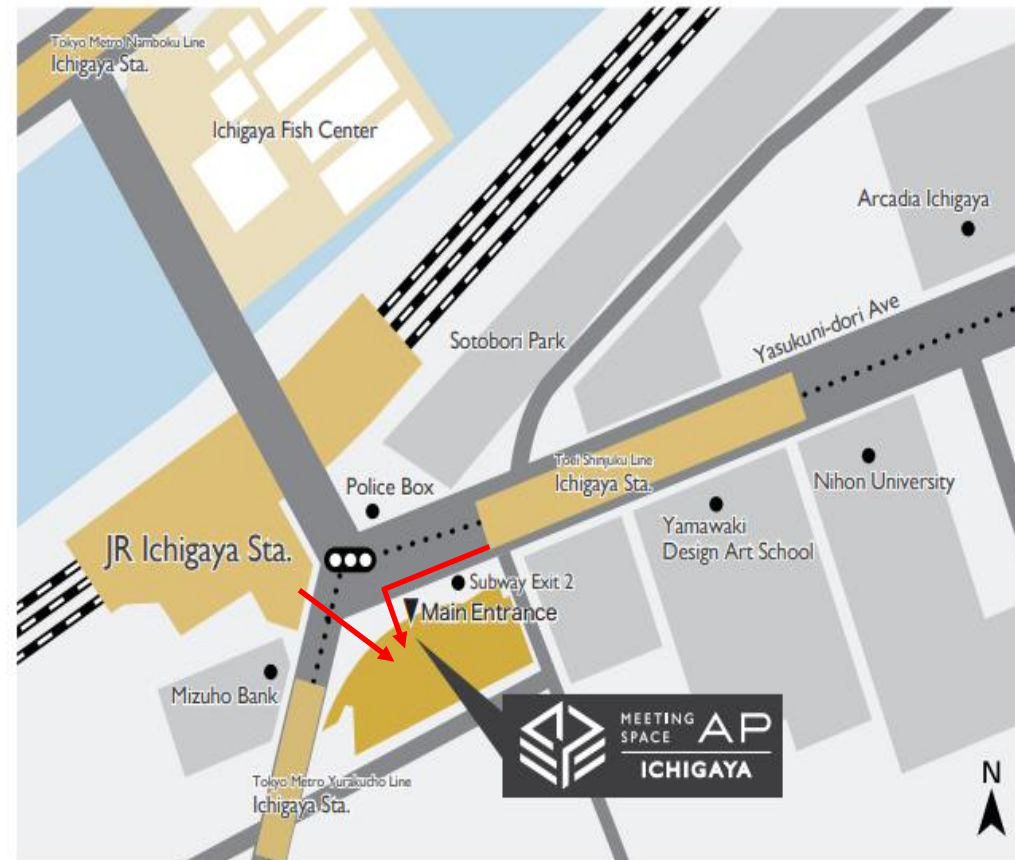 Tokyo Metro Namboku Line
Ichigaya Sta.
Ichigaya Fish Center
Arcadia Ichigaya
Sotobori Park
Yasukuni-dori Ave
Toei Shinjuku Line
Ichigaya Sta.
Police Box
Nihon University
Yamawaki
Design Art School
JR Ichigaya Sta.
Subway Exit 2
Main Entrance
Mizuho Bank
MEETING
SPACE AP
ICHIGAYA
Tokyo Metro Yurakucho Line
Ichigaya Sta.
N